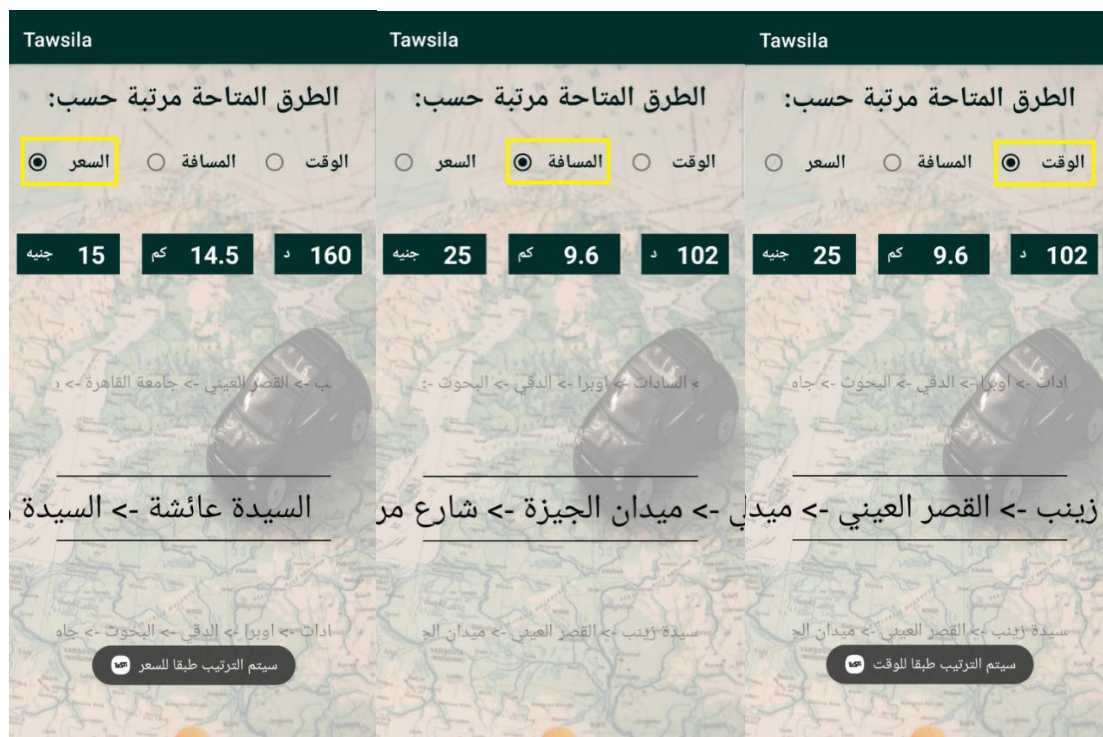 Tawsila
الطرق المتاحة مرتبة حسب:
الوقت المسافة السعر
160 د 14.5 كم 15 جنيه
ب -> القصر العيني -> جامعة القاهرة ->
السيدة عائشة -> السيدة
ادات -> اوبرا -> الدقي -> البحوث -> جاه
سيتم الترتيب طبقا للسعر
Tawsila
الطرق المتاحة مرتبة حسب:
الوقت المسافة السعر
102 د 9.6 كم 25 جنيه
> السادات -> اوبرا -> الدقي -> البحوث -:
ي -> ميدان الجيزة -> شارع مر
سيدة زينب -> القصر العيني -> ميدان الج
Tawsila
الطرق المتاحة مرتبة حسب:
الوقت المسافة السعر
102 د 9.6 كم 25 جنيه
ادات -> اوبرا -> الدقي -> البحوث -> جاه
زينب -> القصر العيني -> ميد
سيدة زينب -> القصر العيني -> ميدان الج
سيتم الترتيب طبقا للوقت